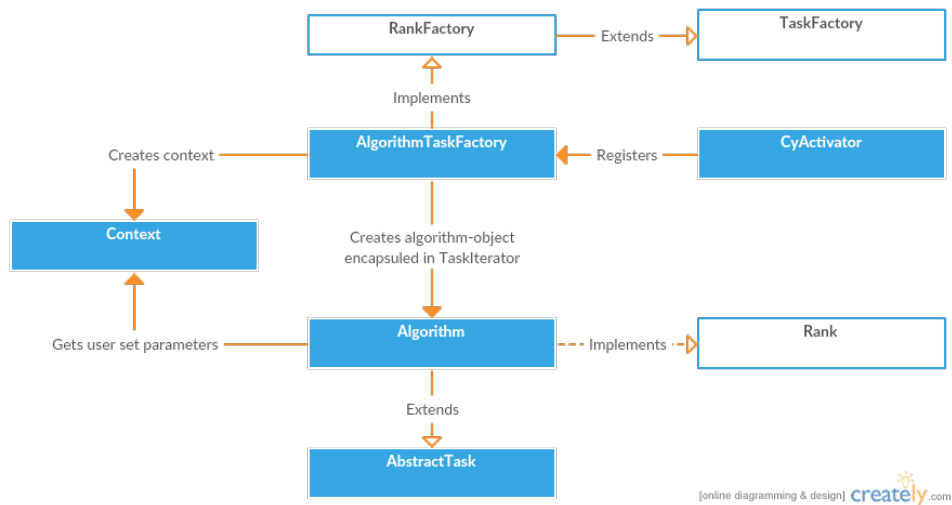 RankFactory
Extends
TaskFactory
Implements
AlgorithmTaskFactory
Creates context
Registers
CyActivator
Context
Creates algorithm-object
encapsuled in TaskIterator
Gets user set parameters
Algorithm
Implements
Rank
Extends
AbstractTask
[online diagramming & design] creately.com